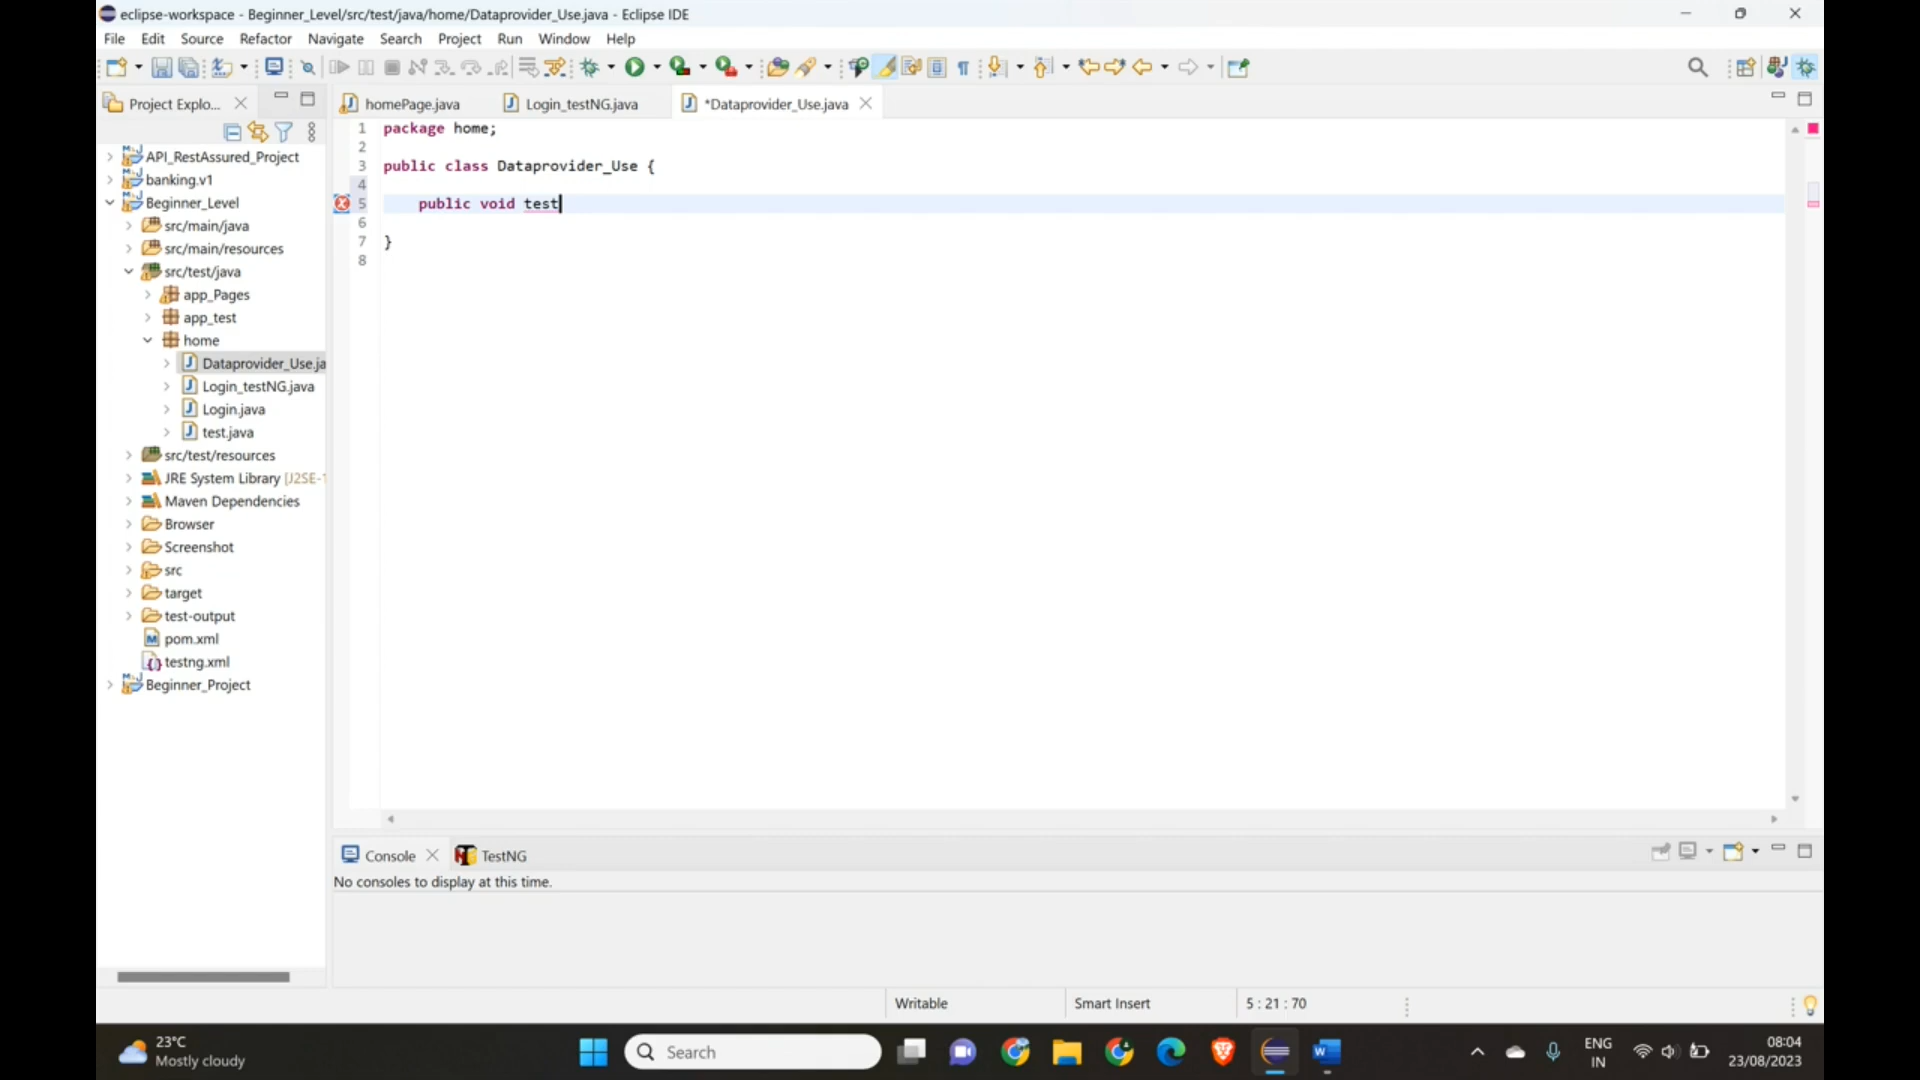 eclipse-workspace - Beginner_Level/src/test/java/home/Dataprovider_Use.java - Eclipse IDE
File Edit Source Refactor Navigate Search Project Run Window Help
Project Explo...
homePage.java
Login_testNG.java
*Dataprovider_Use.java
API_RestAssured_Project
banking.v1
Beginner_Level
src/main/java
src/main/resources
src/test/java
app_Pages
app_test
home
Dataprovider_Use.ja
Login_testNG.java
Login.java
test.java
src/test/resources
JRE System Library [J2SE-1
Maven Dependencies
Browser
Screenshot
src
target
test-output
pom.xml
testng.xml
Beginner_Project
1 package home;
2
3 public class Dataprovider_Use {
4
5 public void test
6
7 }
8
Console
TestNG
No consoles to display at this time.
Writable
Smart Insert
5 : 21 : 70
23°C
Mostly cloudy
Search
ENG
IN
08:04
23/08/2023